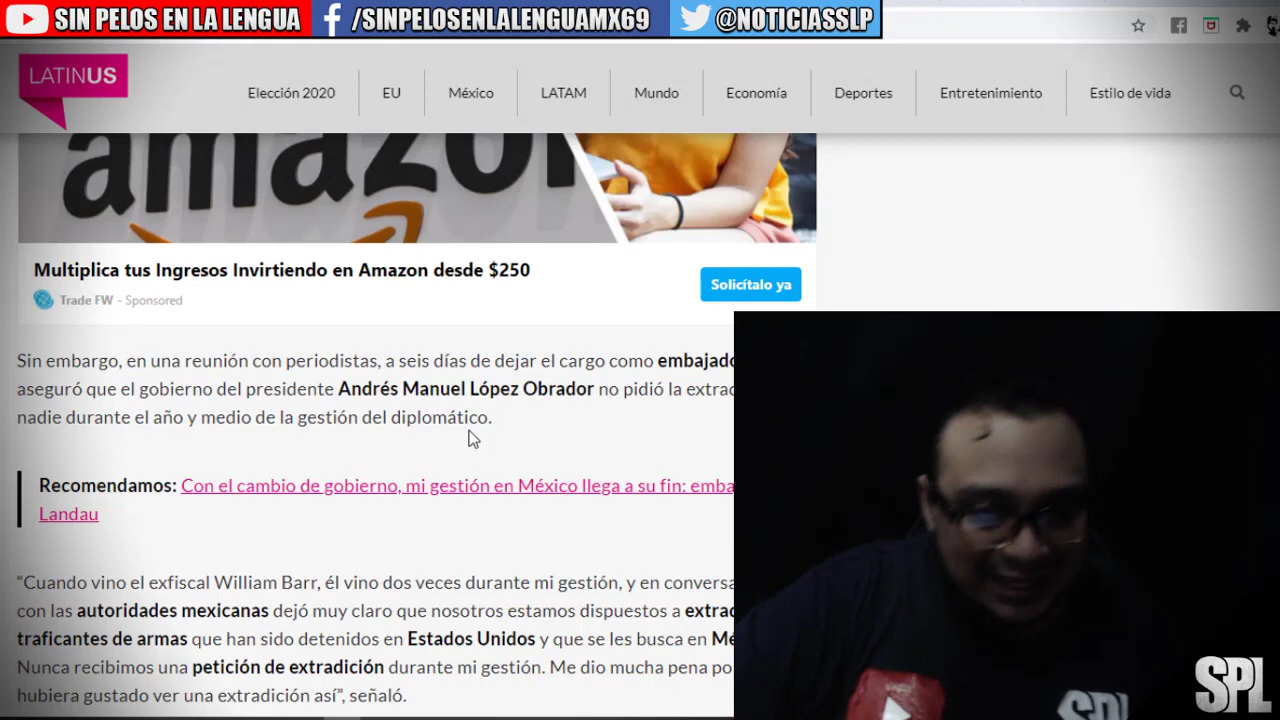 SIN PELOS EN LA LENGUA
/SINPELOSENLALENGUAMX69
@NOTICIASSLP
LATINUS
Elección 2020
EU
México
LATAM
Mundo
Economía
Deportes
Entretenimiento
Estilo de vida
amazon
Multiplica tus Ingresos Invirtiendo en Amazon desde $250
Trade FW - Sponsored
Solicítalo ya
Sin embargo, en una reunión con periodistas, a seis días de dejar el cargo como
aseguró que el gobierno del presidente Andrés Manuel López Obrador no pidió la
nadie durante el año y medio de la gestión del diplomático.
Recomendamos: Con el cambio de gobierno, mi gestión en México llega a su fin:
Landau
“Cuando vino el exfiscal William Barr, él vino dos veces durante mi gestión, y en
con las autoridades mexicanas dejó muy claro que nosotros estamos dispuestos a
traficantes de armas que han sido detenidos en Estados Unidos y que se les busca en
Nunca recibimos una petición de extradición durante mi gestión. Me dio mucha pena
hubiera gustado ver una extradición así”, señaló.
SPL
SPL